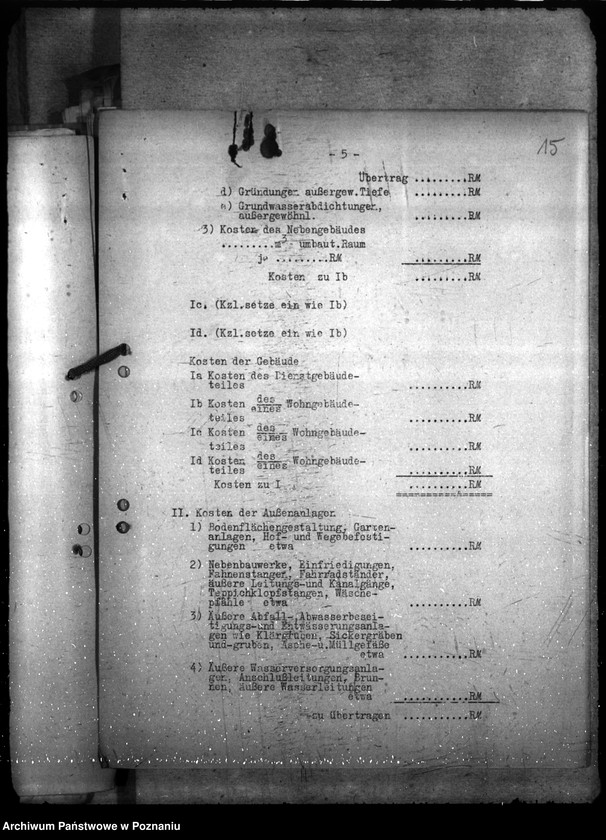 15
- 5 -
Übertrag .........RM
d) Gründungen außergew.Tiefe .........RM
e) Grundwasserabdichtungen,
außergewöhnl. .........RM
3) Kosten des Nebengebäudes
.........m³ umbaut.Raum
je .........RM .........RM
Kosten zu Ib .........RM
Ic. (Kzl.setze ein wie Ib)
Id. (Kzl.setze ein wie Ib)
Kosten der Gebäude
Ia Kosten des Dienstgebäude-
teiles .........RM
Ib Kosten des/eines Wohngebäude-
teiles .........RM
Ic Kosten des/eines Wohngebäude-
teiles .........RM
Id Kosten des/eines Wohngebäude-
teiles .........RM
Kosten zu I .........RM
II. Kosten der Außenanlagen
1) Bodenflächengestaltung, Garten-
anlagen, Hof- und Wegebefesti-
gungen etwa .........RM
2) Nebenbauwerke, Einfriedigungen,
Fahnenstangen, Fahrradständer,
äußere Leitungs-und Kanalgänge,
Teppichklopfstangen, Wäsche-
pfähle etwa .........RM
3) Äußere Abfall-,Abwasserbesei-
tigungs-und Entwässerungsanla-
gen wie Klärgruben, Sickergräben
und-gruben, Asche-u.Müllgefäße
etwa .........RM
4) Äußere Wasserversorgungsanla-
gen, Anschlußleitungen, Brun-
nen, äußere Wasserleitungen
etwa .........RM
zu übertragen .........RM
Archiwum Państwowe w Poznaniu